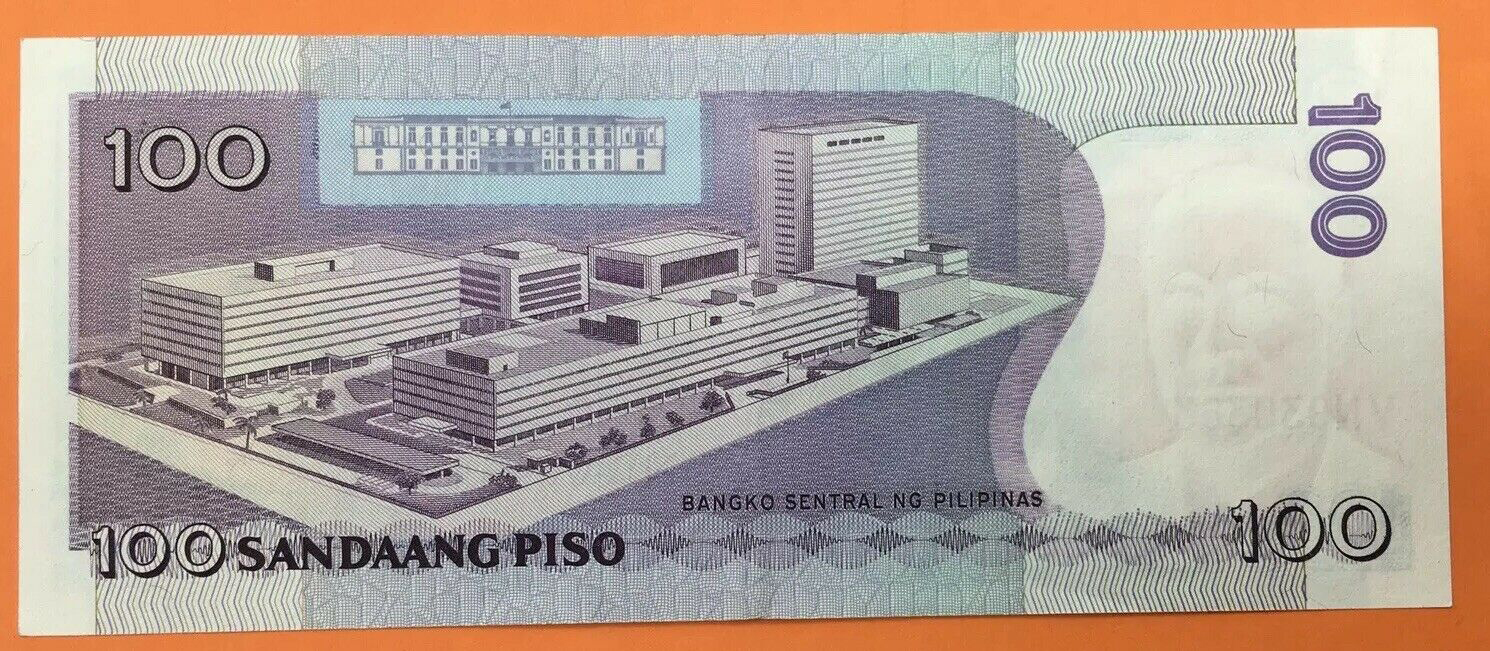 100
100
BANGKO SENTRAL NG PILIPINAS
100 SANDAANG PISO
100